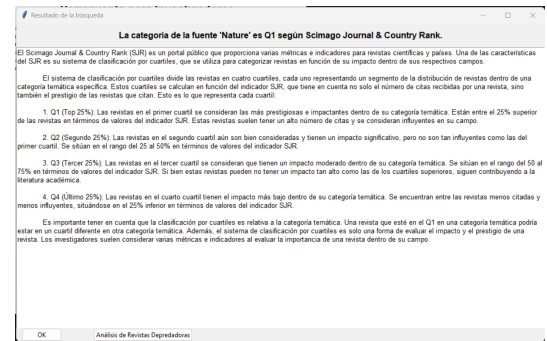 Resultado de la búsqueda
La categoria de la fuente 'Nature' es Q1 según Scimago Journal & Country Rank.
El Scimago Journal & Country Rank (SJR) es un portal público que proporciona varias métricas e indicadores para revistas científicas y países. Una de las características
del SJR es su sistema de clasificación por cuartiles, que se utiliza para categorizar revistas en función de su impacto dentro de sus respectivos campos.
El sistema de clasificación por cuartiles divide las revistas en cuatro cuartiles, cada uno representando un segmento de la distribución de revistas dentro de una
categoría temática específica. Estos cuartiles se calculan en función del indicador SJR, que tiene en cuenta no solo el número de citas recibidas por una revista, sino
también el prestigio de las revistas que citan. Esto es lo que representa cada cuartil:
1. Q1 (Top 25%): Las revistas en el primer cuartil se consideran las más prestigiosas e impactantes dentro de su categoría temática. Están entre el 25% superior
de las revistas en términos de valores del indicador SJR. Estas revistas suelen tener un alto número de citas y se consideran influyentes en su campo.
2. Q2 (Segundo 25%): Las revistas en el segundo cuartil aún son bien consideradas y tienen un impacto significativo, pero no son tan influyentes como las del
primer cuartil. Se sitúan en el rango del 25 al 50% en términos de valores del indicador SJR.
3. Q3 (Tercer 25%): Las revistas en el tercer cuartil se consideran que tienen un impacto moderado dentro de su categoría temática. Se sitúan en el rango del 50 al
75% en términos de valores del indicador SJR. Si bien estas revistas pueden no tener un impacto tan alto como las de los cuartiles superiores, siguen contribuyendo a la
literatura académica.
4. Q4 (Último 25%): Las revistas en el cuarto cuartil tienen el impacto más bajo dentro de su categoría temática. Se encuentran entre las revistas menos citadas y
menos influyentes, situándose en el 25% inferior en términos de valores del indicador SJR.
Es importante tener en cuenta que la clasificación por cuartiles es relativa a la categoría temática. Una revista que esté en el Q1 en una categoría temática podría
estar en un cuartil diferente en otra categoría temática. Además, el sistema de clasificación por cuartiles es solo una forma de evaluar el impacto y el prestigio de una
revista. Los investigadores suelen considerar varias métricas e indicadores al evaluar la importancia de una revista dentro de su campo.
OK
Análisis de Revistas Depredadoras